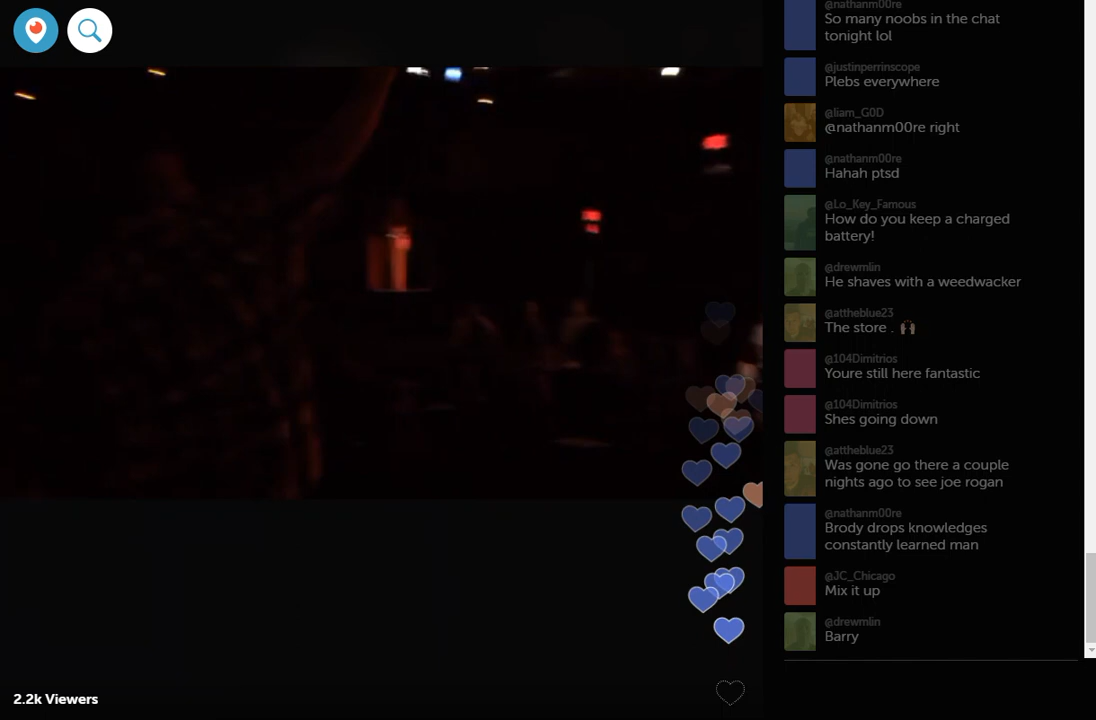 @nathanm00re
So many noobs in the chat
tonight lol
@justinperrinscope
Plebs everywhere
@liam_G0D
@nathanm00re right
@nathanm00re
Hahah ptsd
@Lo_Key_Famous
How do you keep a charged
battery!
@drewmlin
He shaves with a weedwacker
@attheblue23
The store . 🙌
@104Dimitrios
Youre still here fantastic
@104Dimitrios
Shes going down
@attheblue23
Was gone go there a couple
nights ago to see joe rogan
@nathanm00re
Brody drops knowledges
constantly learned man
@JC_Chicago
Mix it up
@drewmlin
Barry
2.2k Viewers